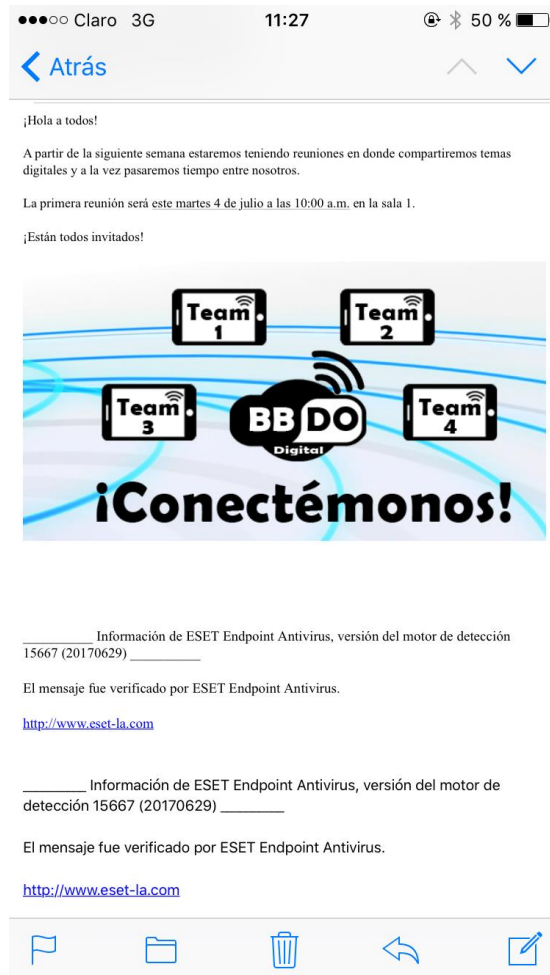 Claro 3G 11:27 50 %
Atrás
¡Hola a todos!
A partir de la siguiente semana estaremos teniendo reuniones en donde compartiremos temas
digitales y a la vez pasaremos tiempo entre nosotros.
La primera reunión será este martes 4 de julio a las 10:00 a.m. en la sala 1.
¡Están todos invitados!
Team
1
Team
2
Team
3
BBDO
Digital
Team
4
¡Conectémonos!
__________ Información de ESET Endpoint Antivirus, versión del motor de detección
15667 (20170629) __________
El mensaje fue verificado por ESET Endpoint Antivirus.
http://www.eset-la.com
________ Información de ESET Endpoint Antivirus, versión del motor de
detección 15667 (20170629) ________
El mensaje fue verificado por ESET Endpoint Antivirus.
http://www.eset-la.com